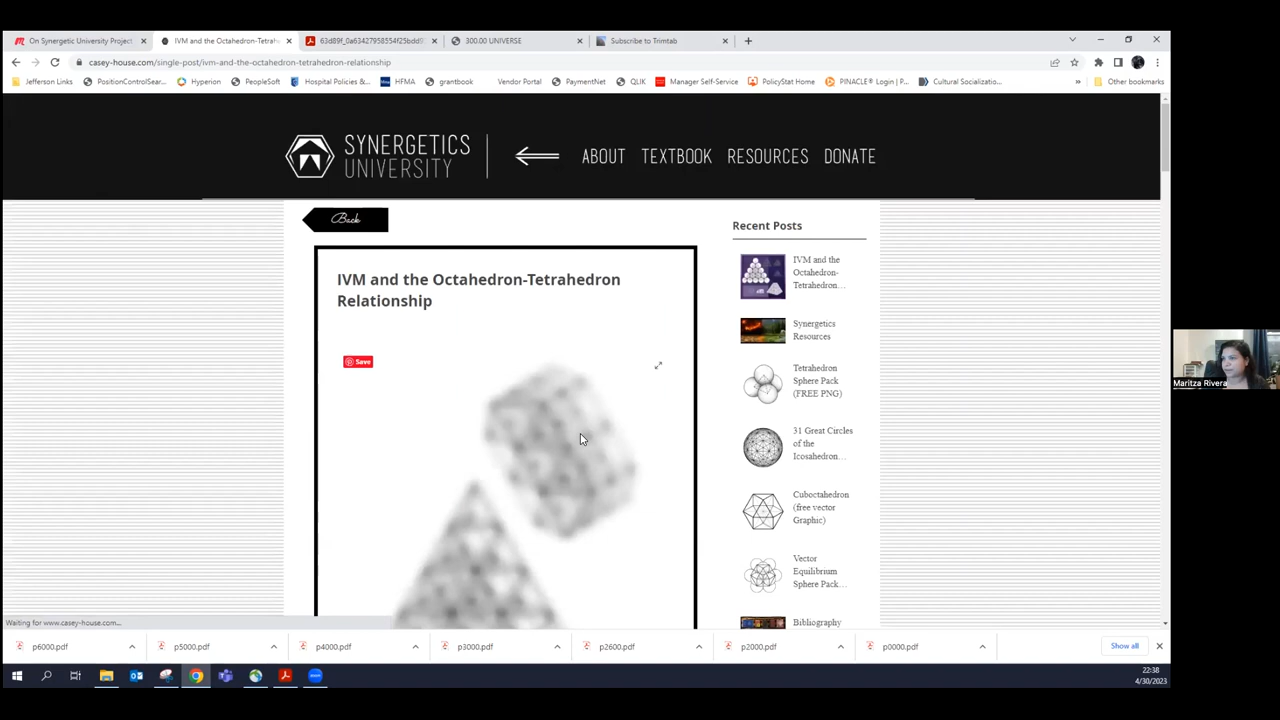 On Synergetic University Project
IVM and the Octahedron-Tetrah
63d89f_0a63427958554f25bdd9
300.00 UNIVERSE
Subscribe to Trimtab
casey-house.com/single-post/ivm-and-the-octahedron-tetrahedron-relationship
Jefferson Links
PositionControlSear...
Hyperion
PeopleSoft
Hospital Policies &...
HFMA
grantbook
Vendor Portal
PaymentNet
QLIK
Manager Self-Service
PolicyStat Home
PINACLE® Login | P...
Cultural Socializatio...
»
Other bookmarks
SYNERGETICS
UNIVERSITY
ABOUT
TEXTBOOK
RESOURCES
DONATE
Back
Recent Posts
IVM and the Octahedron-Tetrahedron
Relationship
Save
IVM and the
Octahedron-
Tetrahedron...
Synergetics
Resources
Tetrahedron
Sphere Pack
(FREE PNG)
31 Great Circles
of the
Icosahedron...
Cuboctahedron
(free vector
Graphic)
Vector
Equilibrium
Sphere Pack...
Bibliography
Maritza Rivera
Waiting for www.casey-house.com...
p6000.pdf
p5000.pdf
p4000.pdf
p3000.pdf
p2600.pdf
p2000.pdf
p0000.pdf
Show all
22:38
4/30/2023